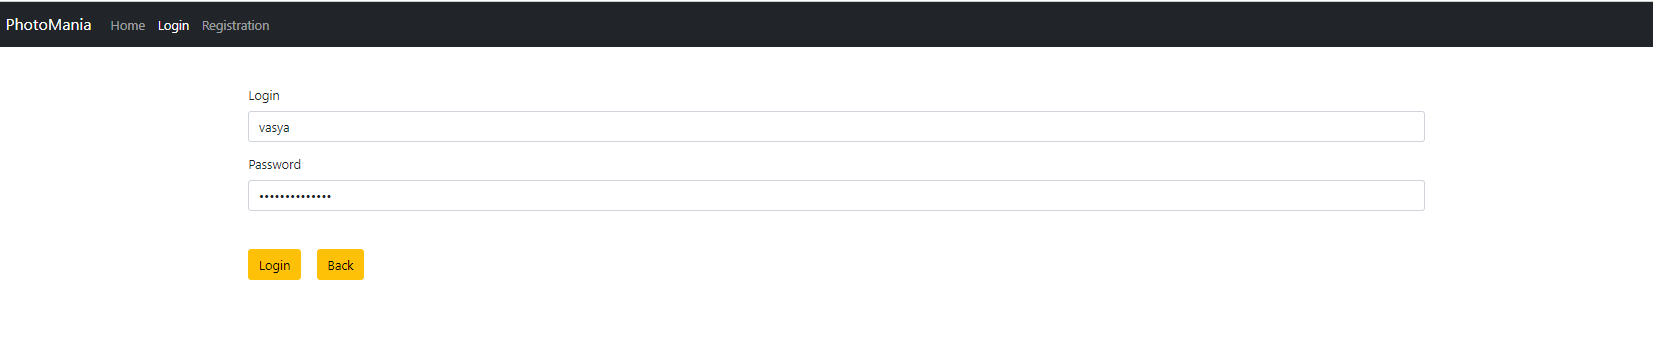 PhotoMania Home Login Registration
Login
vasya
Password
••••••••••••••
Login Back